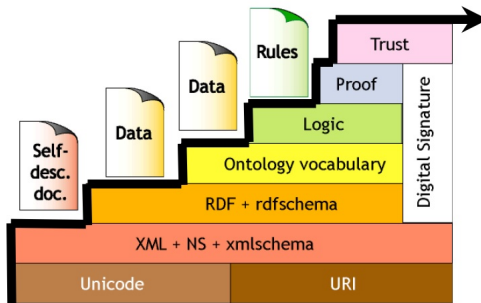 Trust
Rules
Proof
Data
Logic
Data
Digital Signature
Ontology vocabulary
Self-
desc.
doc.
RDF + rdfschema
XML + NS + xmlschema
Unicode
URI